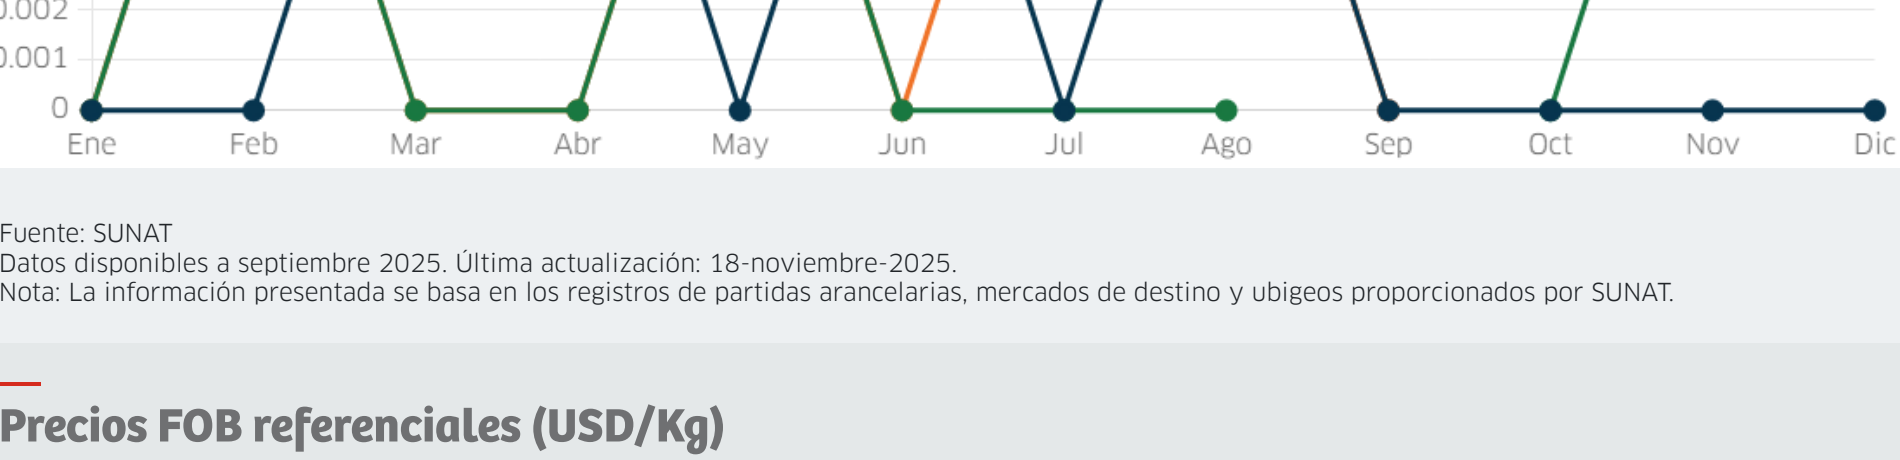 0.002
0.001
0
Ene Feb Mar Abr May Jun Jul Ago Sep Oct Nov Dic
Fuente: SUNAT
Datos disponibles a septiembre 2025. Última actualización: 18-noviembre-2025.
Nota: La información presentada se basa en los registros de partidas arancelarias, mercados de destino y ubigeos proporcionados por SUNAT.
Precios FOB referenciales (USD/Kg)